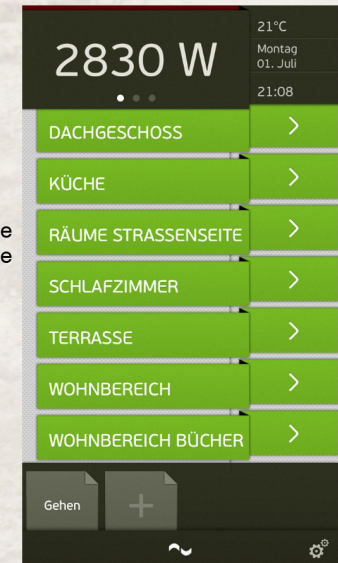 2830 W
21°C
Montag
01. Juli
21:08
DACHGESCHOSS
KÜCHE
e
RÄUME STRASSENSEITE
e
SCHLAFZIMMER
TERRASSE
WOHNBEREICH
WOHNBEREICH BÜCHER
Gehen